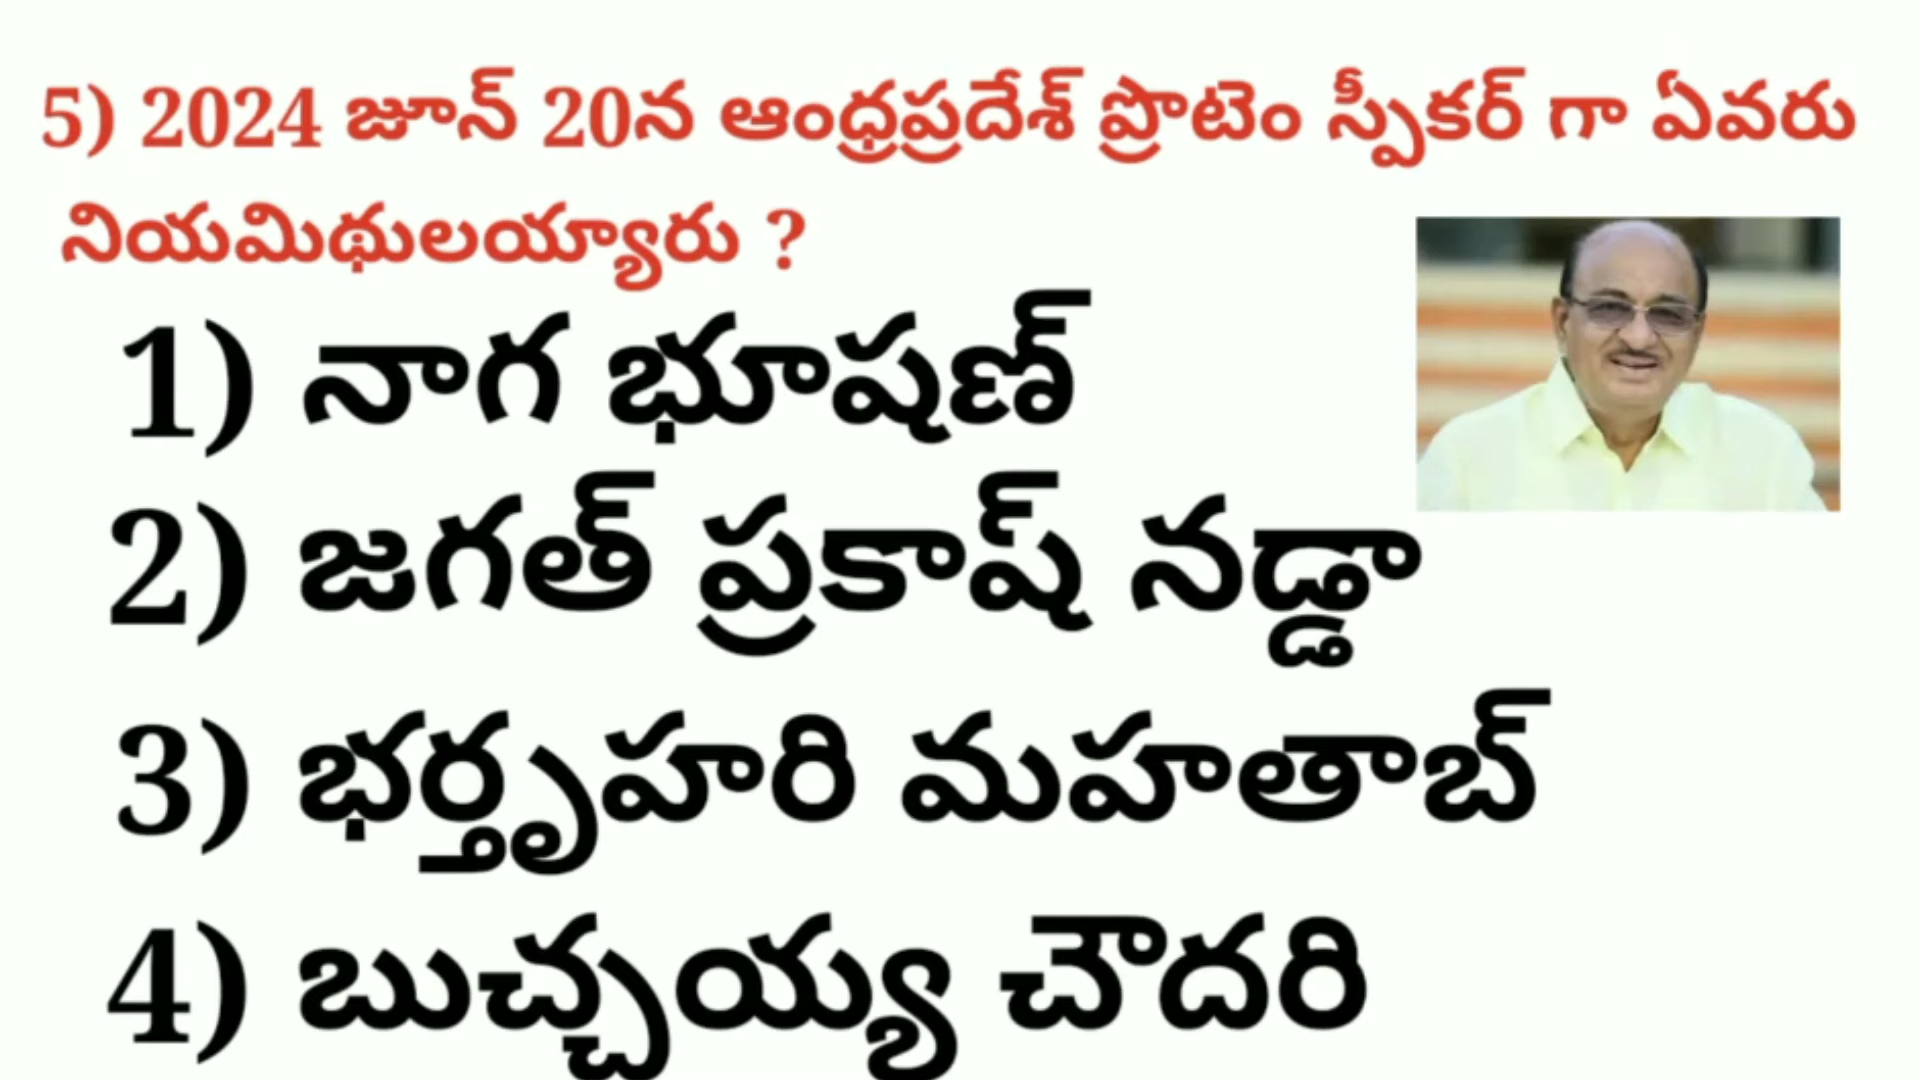 5) 2024 జూన్ 20న ఆంధ్రప్రదేశ్ ప్రొటెం స్పీకర్ గా ఏవరు
నియమిథులయ్యారు ?
1) నాగ భూషణ్
2) జగత్ ప్రకాష్ నడ్డా
3) భర్తృహరి మహతాబ్
4) బుచ్చయ్య చౌదరి